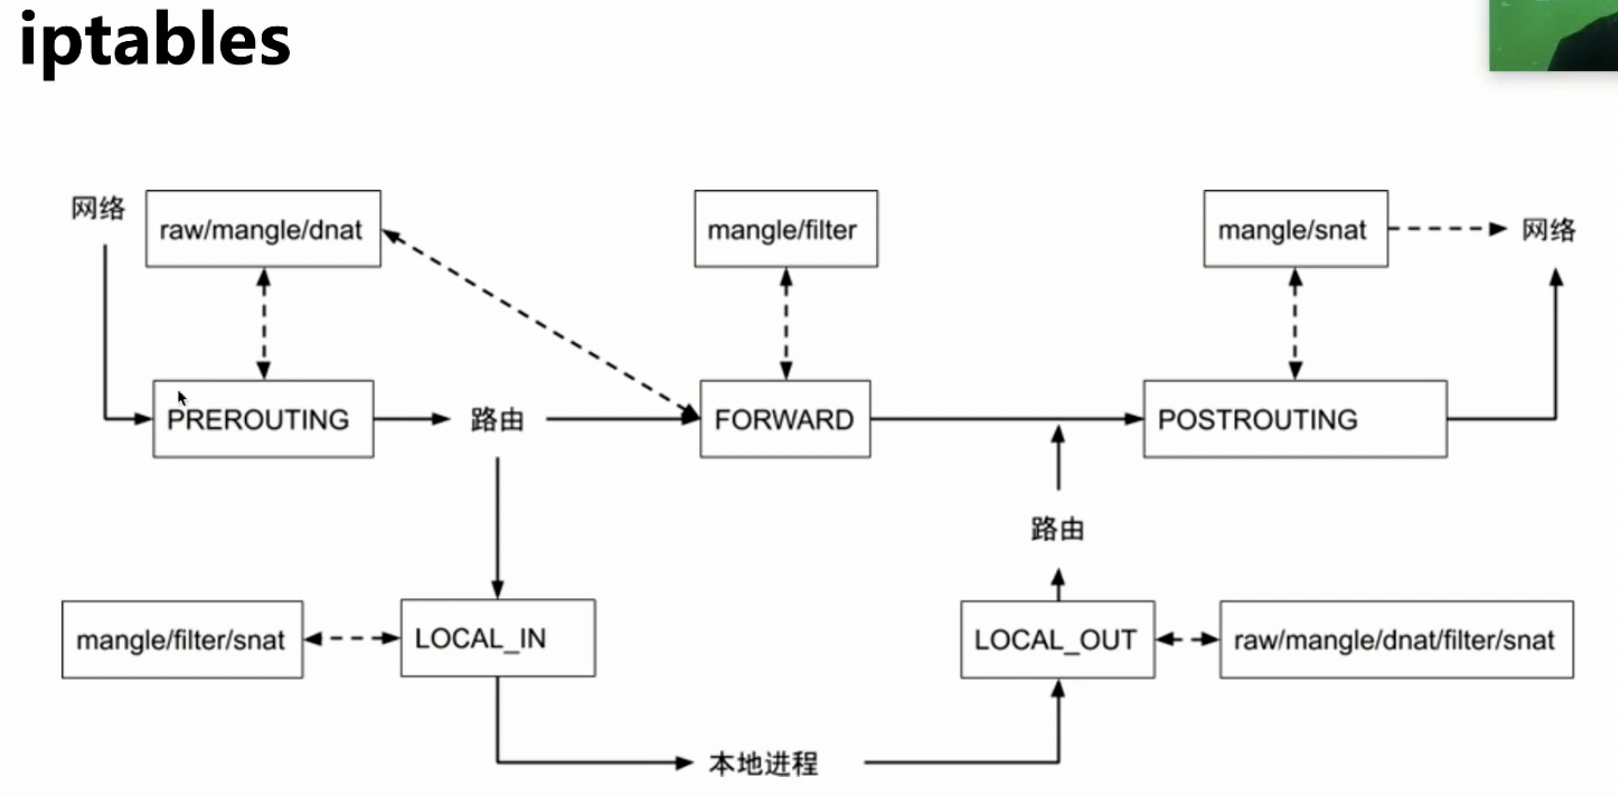 iptables
网络
raw/mangle/dnat
mangle/filter
mangle/snat
网络
PREROUTING
路由
FORWARD
POSTROUTING
路由
mangle/filter/snat
LOCAL_IN
LOCAL_OUT
raw/mangle/dnat/filter/snat
本地进程